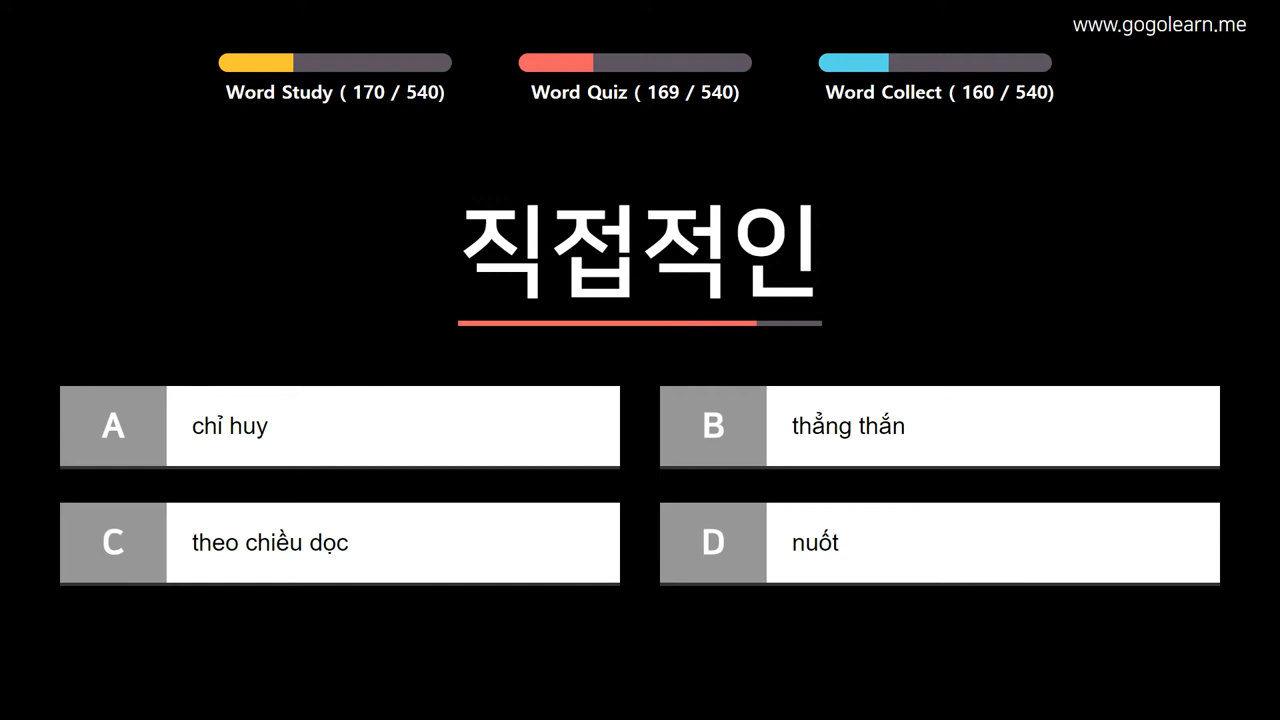 www.gogolearn.me
Word Study ( 170 / 540)
Word Quiz ( 169 / 540)
Word Collect ( 160 / 540)
직접적인
A chỉ huy
B thẳng thắn
C theo chiều dọc
D nuốt